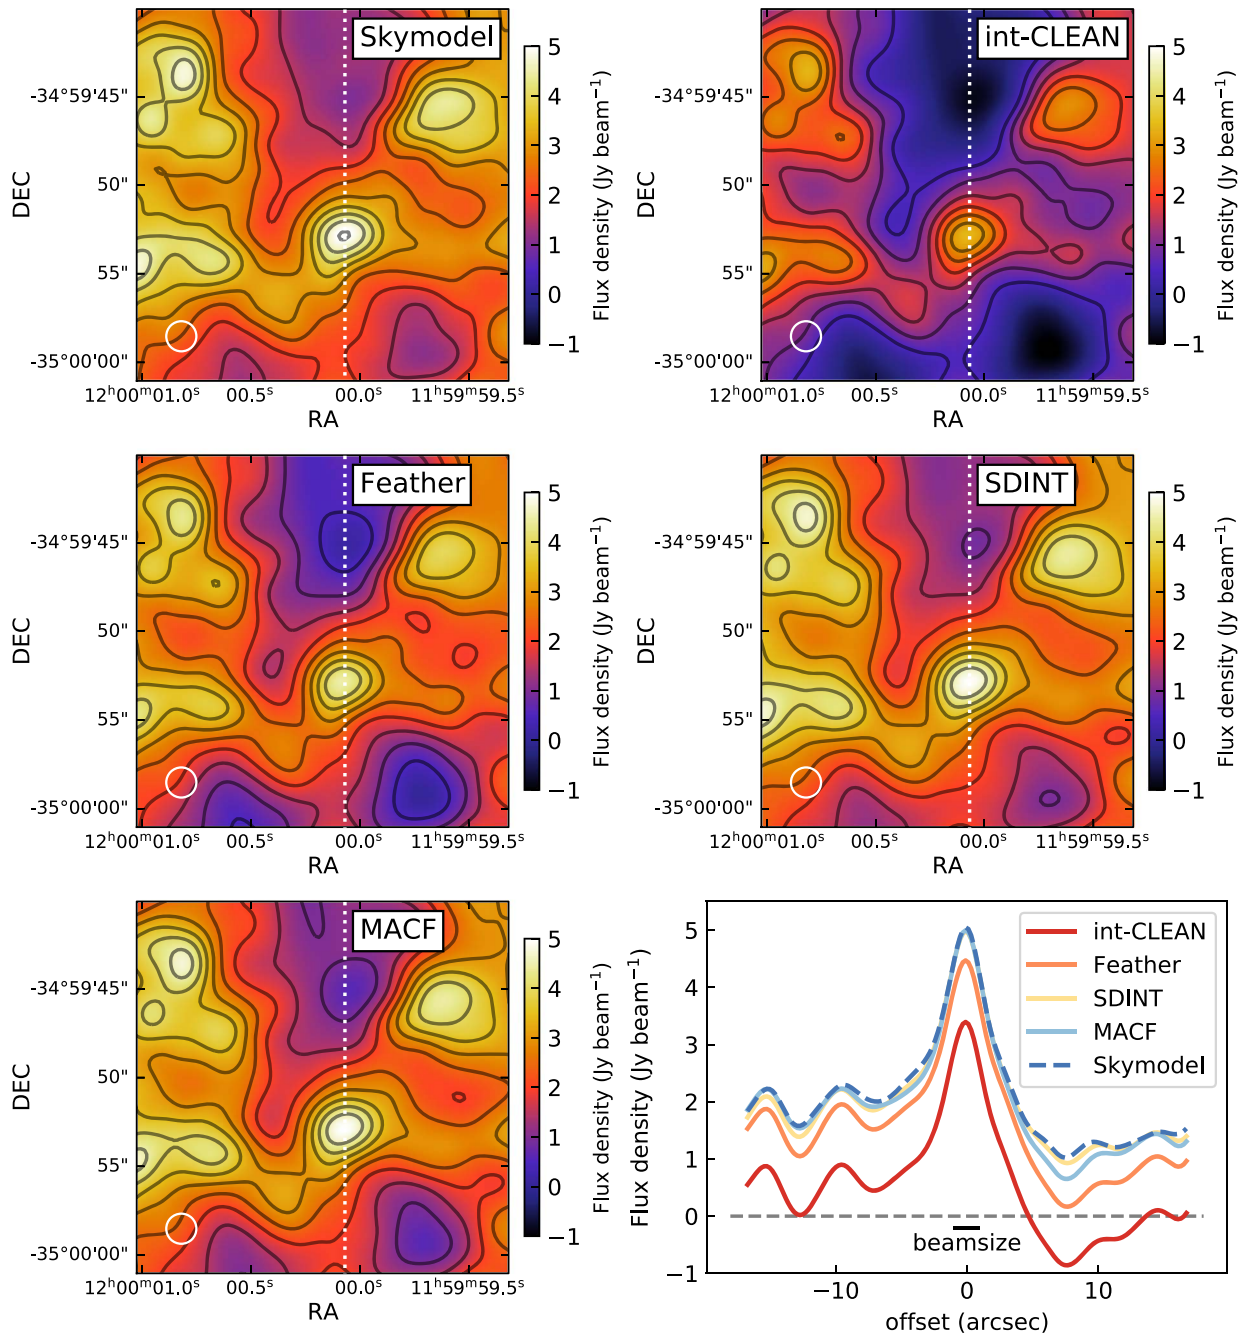 Skymodel
-34°59'45"
50"
55"
-35°00'00"
DEC
12ʰ00ᵐ01.0ˢ 00.5ˢ 00.0ˢ 11ʰ59ᵐ59.5ˢ
RA
5
4
3
2
1
0
−1
Flux density (Jy beam⁻¹)
int-CLEAN
-34°59'45"
50"
55"
-35°00'00"
DEC
12ʰ00ᵐ01.0ˢ 00.5ˢ 00.0ˢ 11ʰ59ᵐ59.5ˢ
RA
5
4
3
2
1
0
−1
Flux density (Jy beam⁻¹)
Feather
-34°59'45"
50"
55"
-35°00'00"
DEC
12ʰ00ᵐ01.0ˢ 00.5ˢ 00.0ˢ 11ʰ59ᵐ59.5ˢ
RA
5
4
3
2
1
0
−1
Flux density (Jy beam⁻¹)
SDINT
-34°59'45"
50"
55"
-35°00'00"
DEC
12ʰ00ᵐ01.0ˢ 00.5ˢ 00.0ˢ 11ʰ59ᵐ59.5ˢ
RA
5
4
3
2
1
0
−1
Flux density (Jy beam⁻¹)
MACF
-34°59'45"
50"
55"
-35°00'00"
DEC
12ʰ00ᵐ01.0ˢ 00.5ˢ 00.0ˢ 11ʰ59ᵐ59.5ˢ
RA
5
4
3
2
1
0
−1
Flux density (Jy beam⁻¹)
5
4
3
2
1
0
−1
Flux density (Jy beam⁻¹)
int-CLEAN
Feather
SDINT
MACF
Skymodel
beamsize
−10 0 10
offset (arcsec)